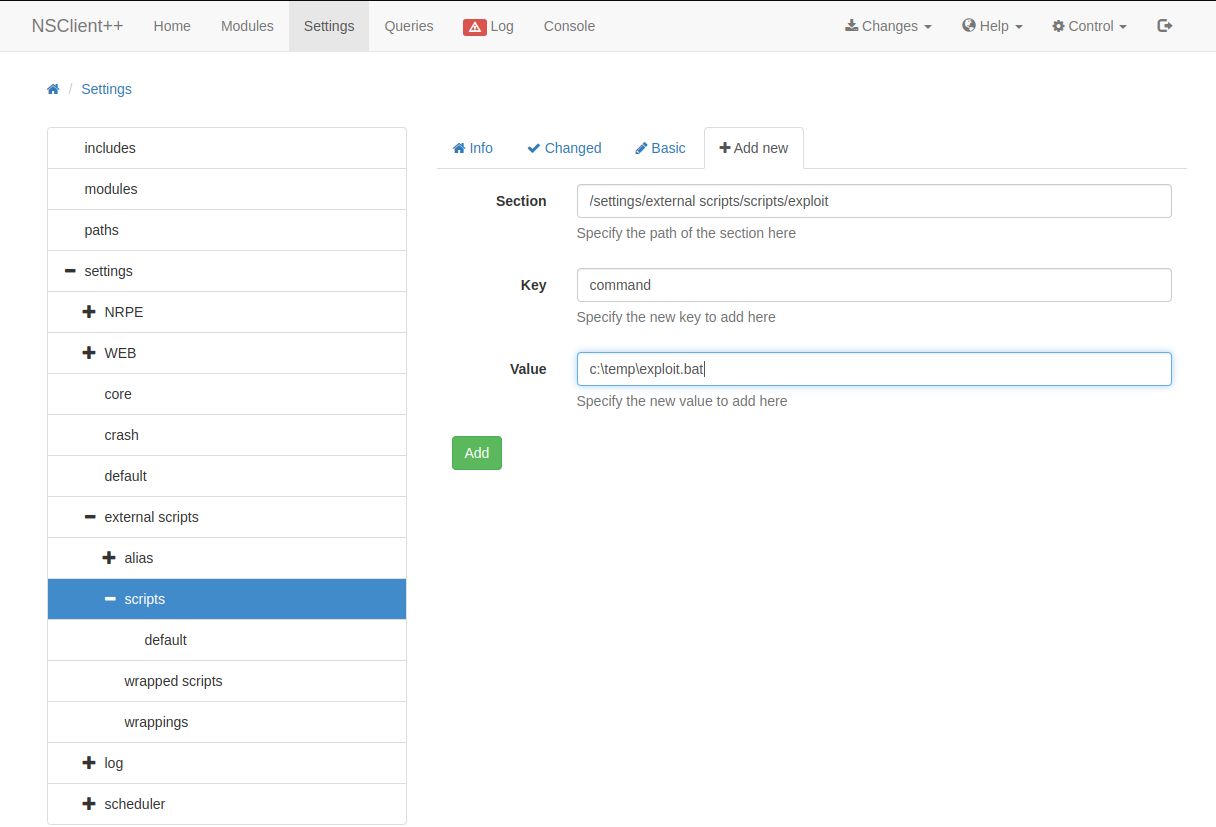 NSClient++ Home Modules Settings Queries Log Console Changes Help Control
/ Settings
includes
modules
paths
settings
NRPE
WEB
core
crash
default
external scripts
alias
scripts
default
wrapped scripts
wrappings
log
scheduler
Info Changed Basic Add new
Section /settings/external scripts/scripts/exploit
Specify the path of the section here
Key command
Specify the new key to add here
Value c:\temp\exploit.bat
Specify the new value to add here
Add